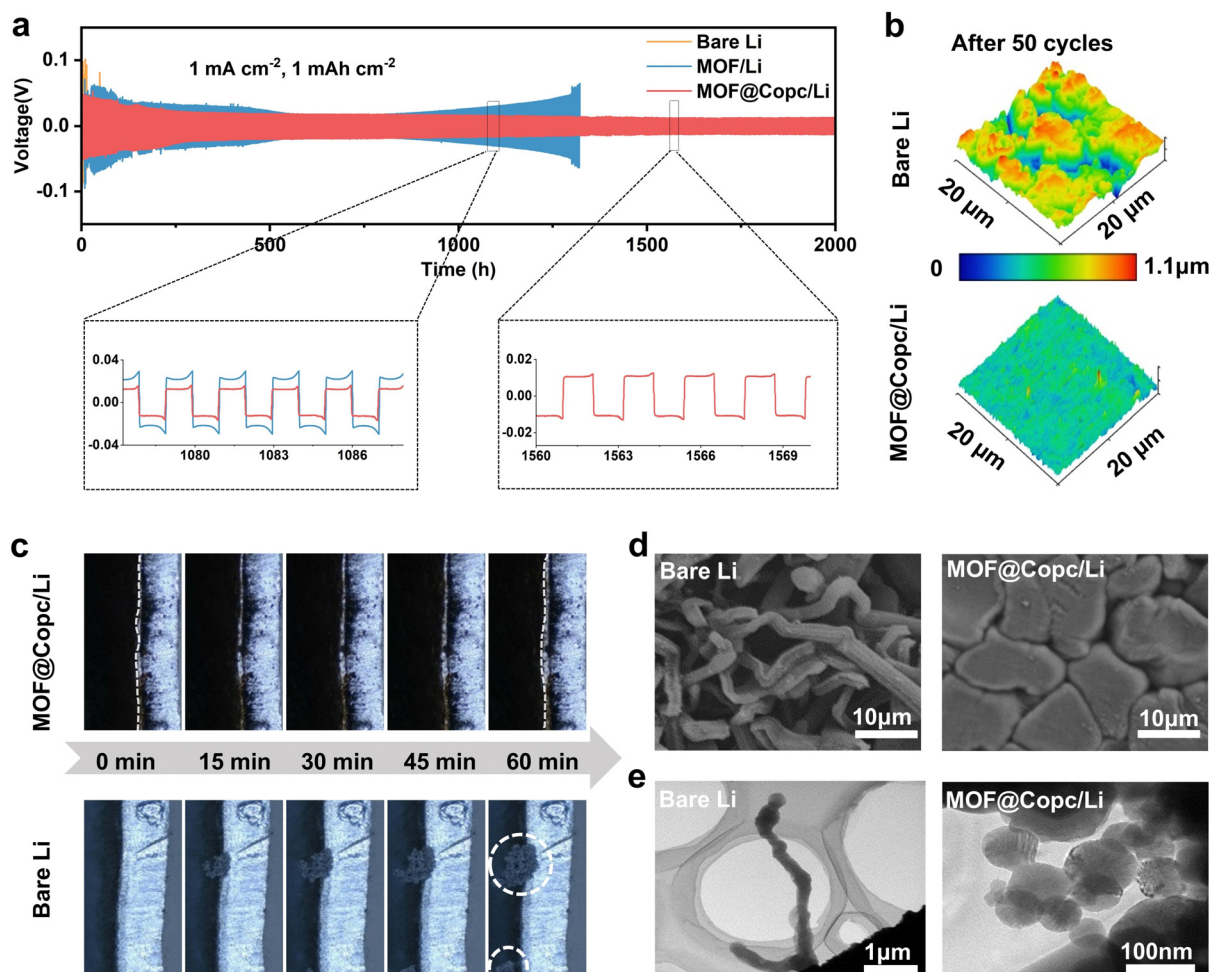 a
0.1
0.0
-0.1
Voltage(V)
1 mA cm⁻², 1 mAh cm⁻²
Bare Li
MOF/Li
MOF@Copc/Li
0
500
1000
1500
2000
Time (h)
0.04
0.00
-0.04
1080
1083
1086
0.02
0.00
-0.02
1560
1563
1566
1569
b
After 50 cycles
Bare Li
20 μm
20 μm
0
1.1μm
MOF@Copc/Li
20 μm
20 μm
c
MOF@Copc/Li
0 min
15 min
30 min
45 min
60 min
Bare Li
d
Bare Li
10μm
MOF@Copc/Li
10μm
e
Bare Li
1μm
MOF@Copc/Li
100nm